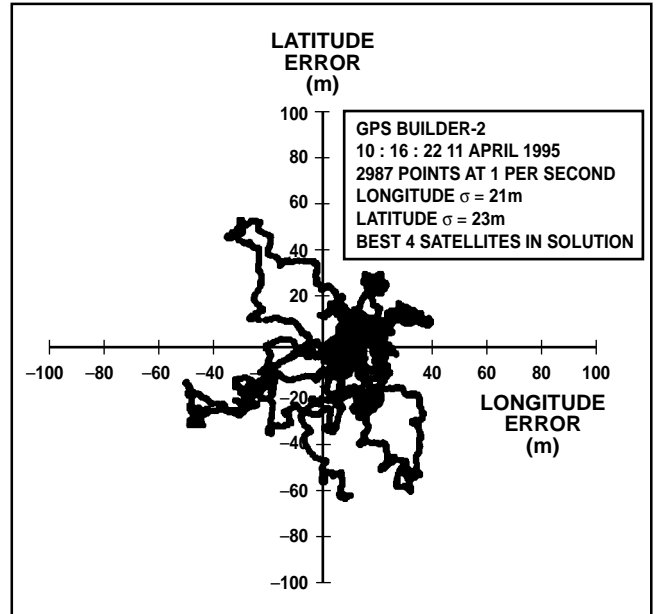 LATITUDE
ERROR
(m)
100
80
60
40
20
GPS BUILDER-2
10 : 16 : 22 11 APRIL 1995
2987 POINTS AT 1 PER SECOND
LONGITUDE σ = 21m
LATITUDE σ = 23m
BEST 4 SATELLITES IN SOLUTION
–100 –80 –60 –40 –20 40 60 80 100
–20
–40
–60
–80
–100
LONGITUDE
ERROR
(m)